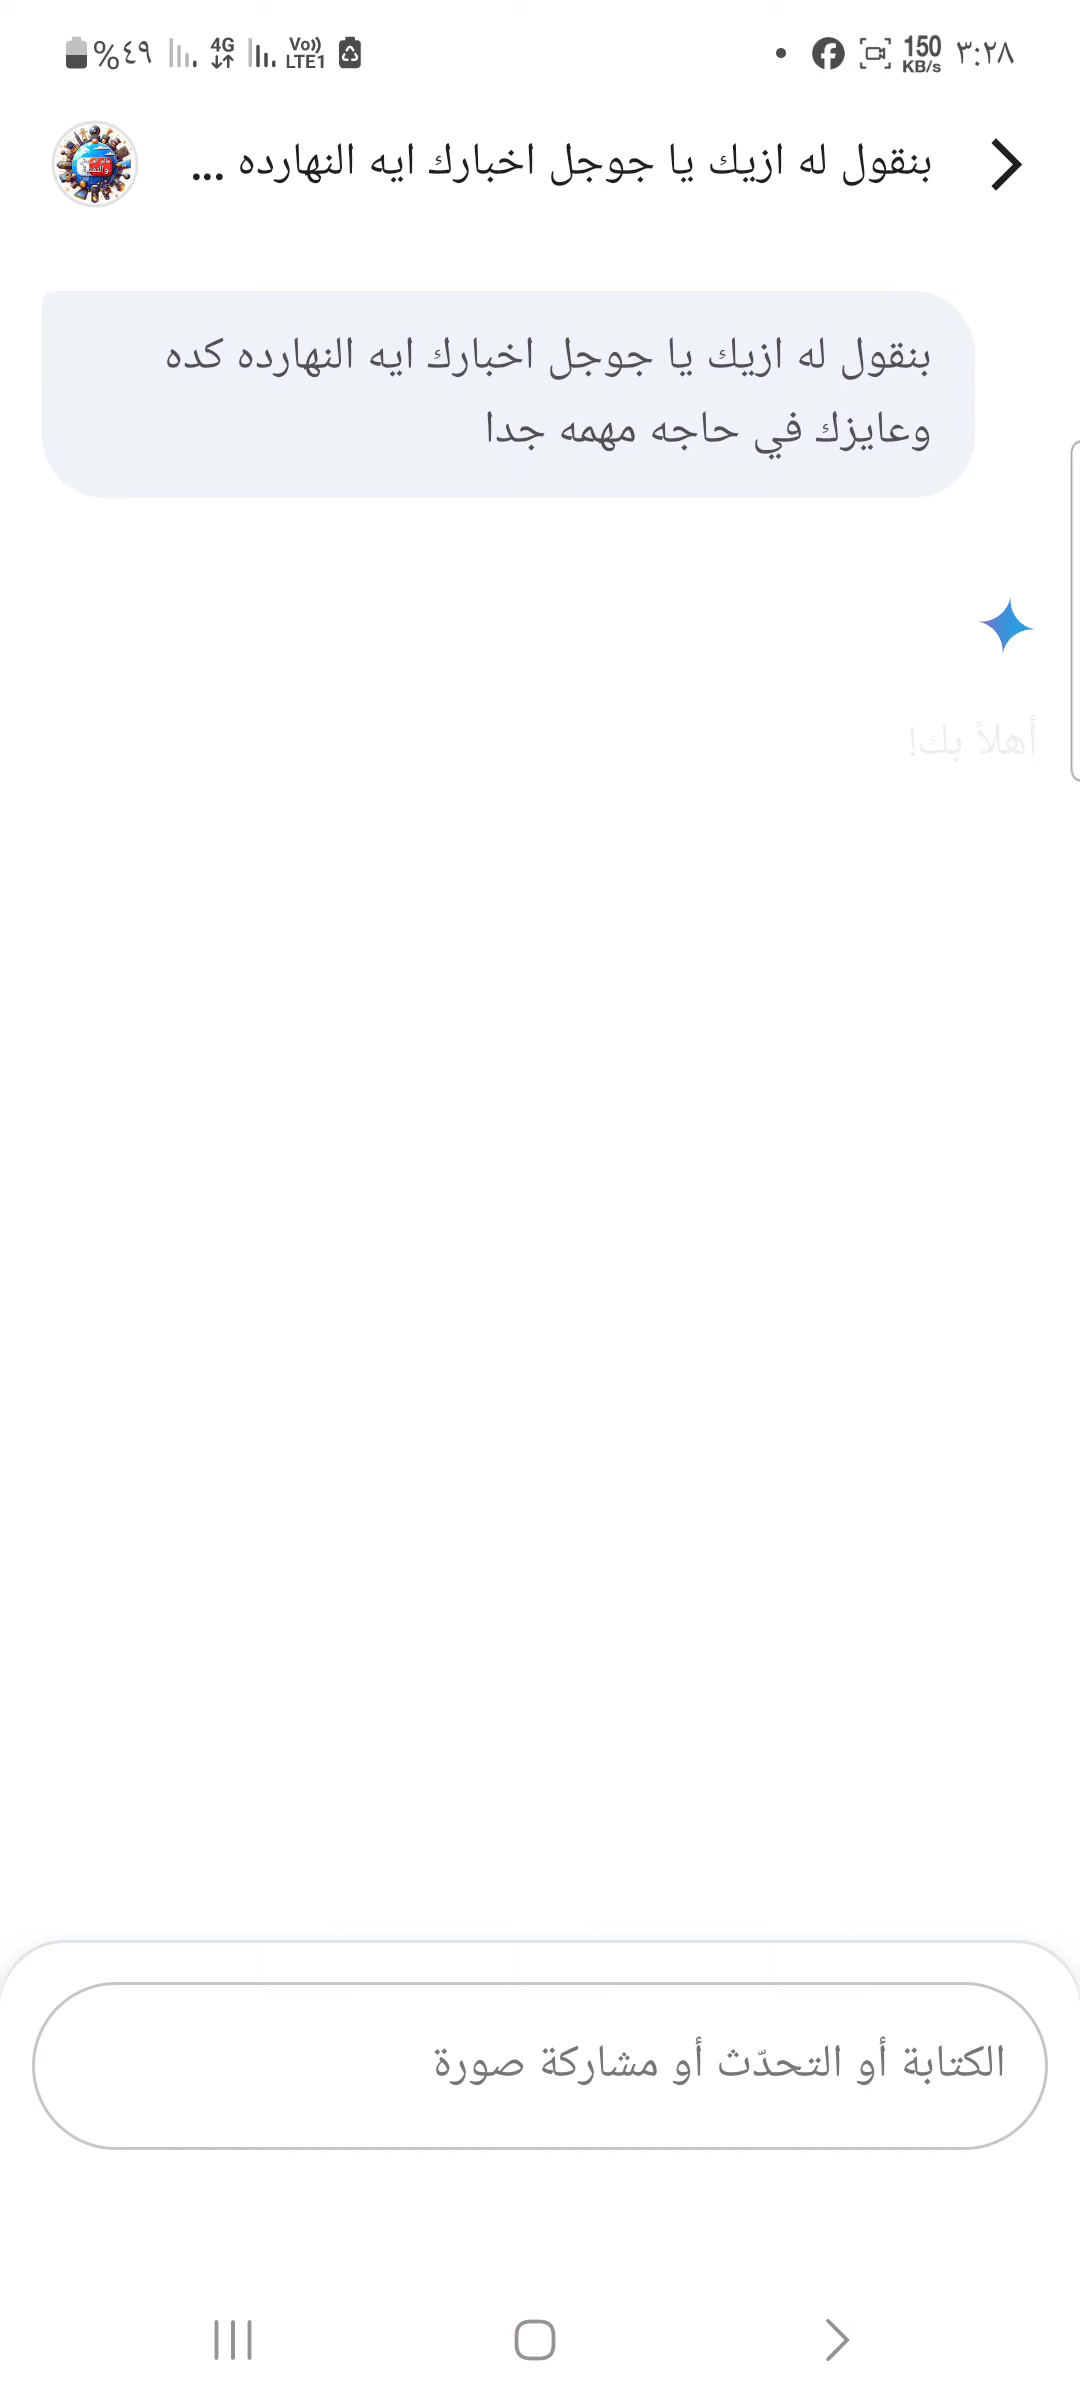 ٣:٢٨ 150 KB/s Vo)) LTE1 4G ٤٩%
بنقول له ازيك يا جوجل اخبارك ايه النهارده ...
بنقول له ازيك يا جوجل اخبارك ايه النهارده كده
وعايزك في حاجه مهمه جدا
أهلاً بك!
الكتابة أو التحدّث أو مشاركة صورة